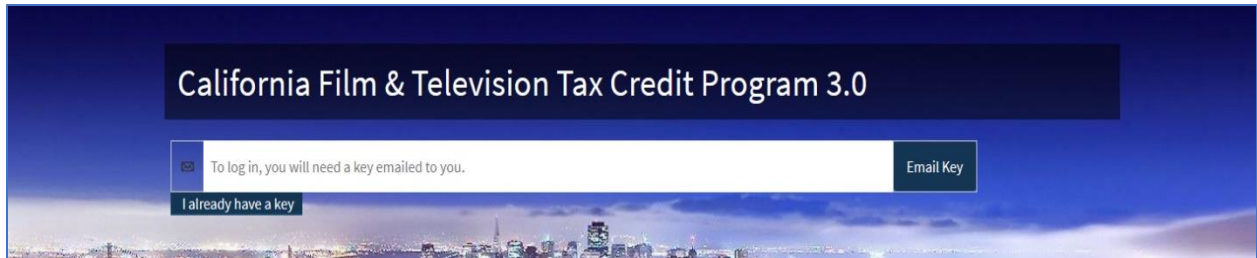 California Film & Television Tax Credit Program 3.0
To log in, you will need a key emailed to you.
Email Key
I already have a key